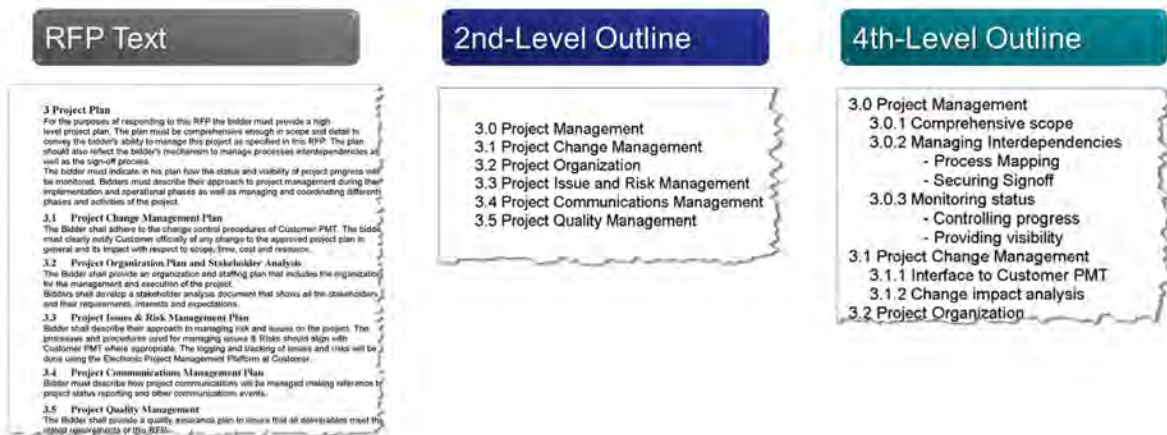 RFP Text
3 Project Plan
For the purposes of responding to this RFP the bidder must provide a high
level project plan. The plan must be comprehensive enough in scope and detail to
convey the bidder's ability to manage this project as specified in this RFP. The plan
should also reflect the bidder's mechanism to manage processes interdependencies as
well as the sign-off process.
The bidder must indicate in his plan how the status and visibility of project progress will
be monitored. Bidders must describe their approach to project management during their
implementation and operational phases as well as managing and coordinating different
phases and activities of the project.
3.1 Project Change Management Plan
The Bidder shall adhere to the change control procedures of Customer PMT. The bidder
must clearly notify Customer officially of any change to the approved project plan in
general and its impact with respect to scope, time, cost and resource.
3.2 Project Organization Plan and Stakeholder Analysis
The Bidder shall provide an organization and staffing plan that includes the organization
for the management and execution of the project.
Bidders shall develop a stakeholder analysis document that shows all the stakeholders
and their requirements, interests and expectations.
3.3 Project Issues & Risk Management Plan
Bidder shall describe their approach to managing risk and issues on the project. The
processes and procedures used for managing issues & Risks should align with
Customer PMT where appropriate. The logging and tracking of issues and risks will be
done using the Electronic Project Management Platform at Customer.
3.4 Project Communications Management Plan
Bidder must describe how project communications will be managed making reference to
project status reporting and other communications events.
3.5 Project Quality Management
The Bidder shall provide a quality assurance plan to ensure that all deliverables meet the
stated requirements of this RFP.
2nd-Level Outline
3.0 Project Management
3.1 Project Change Management
3.2 Project Organization
3.3 Project Issue and Risk Management
3.4 Project Communications Management
3.5 Project Quality Management
4th-Level Outline
3.0 Project Management
3.0.1 Comprehensive scope
3.0.2 Managing Interdependencies
- Process Mapping
- Securing Signoff
3.0.3 Monitoring status
- Controlling progress
- Providing visibility
3.1 Project Change Management
3.1.1 Interface to Customer PMT
3.1.2 Change impact analysis
3.2 Project Organization